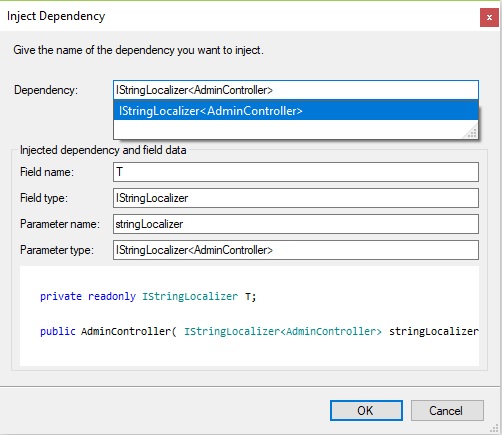 Inject Dependency
x
Give the name of the dependency you want to inject.
Dependency: IStringLocalizer<AdminController>
IStringLocalizer<AdminController>
Injected dependency and field data
Field name: T
Field type: IStringLocalizer
Parameter name: stringLocalizer
Parameter type: IStringLocalizer<AdminController>
private readonly IStringLocalizer T;
public AdminController( IStringLocalizer<AdminController> stringLocalizer
OK Cancel